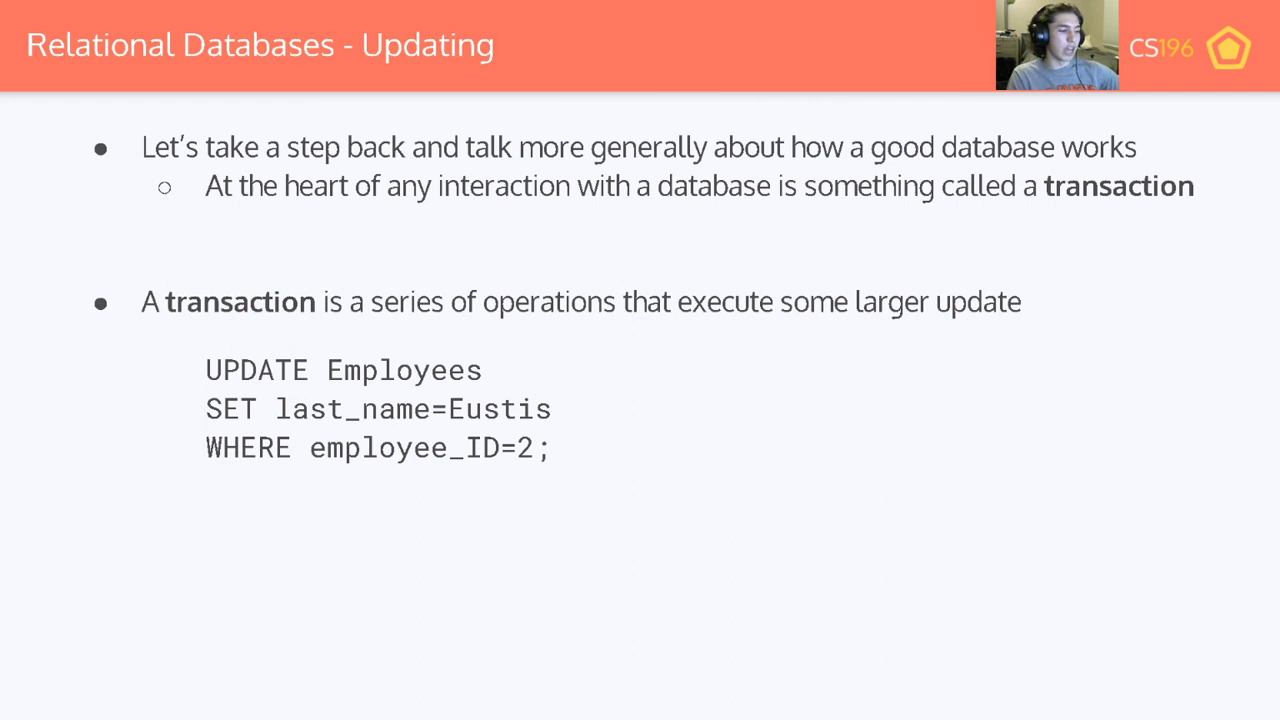 Relational Databases - Updating
CS196
● Let's take a step back and talk more generally about how a good database works
○ At the heart of any interaction with a database is something called a transaction
● A transaction is a series of operations that execute some larger update
UPDATE Employees
SET last_name=Eustis
WHERE employee_ID=2;